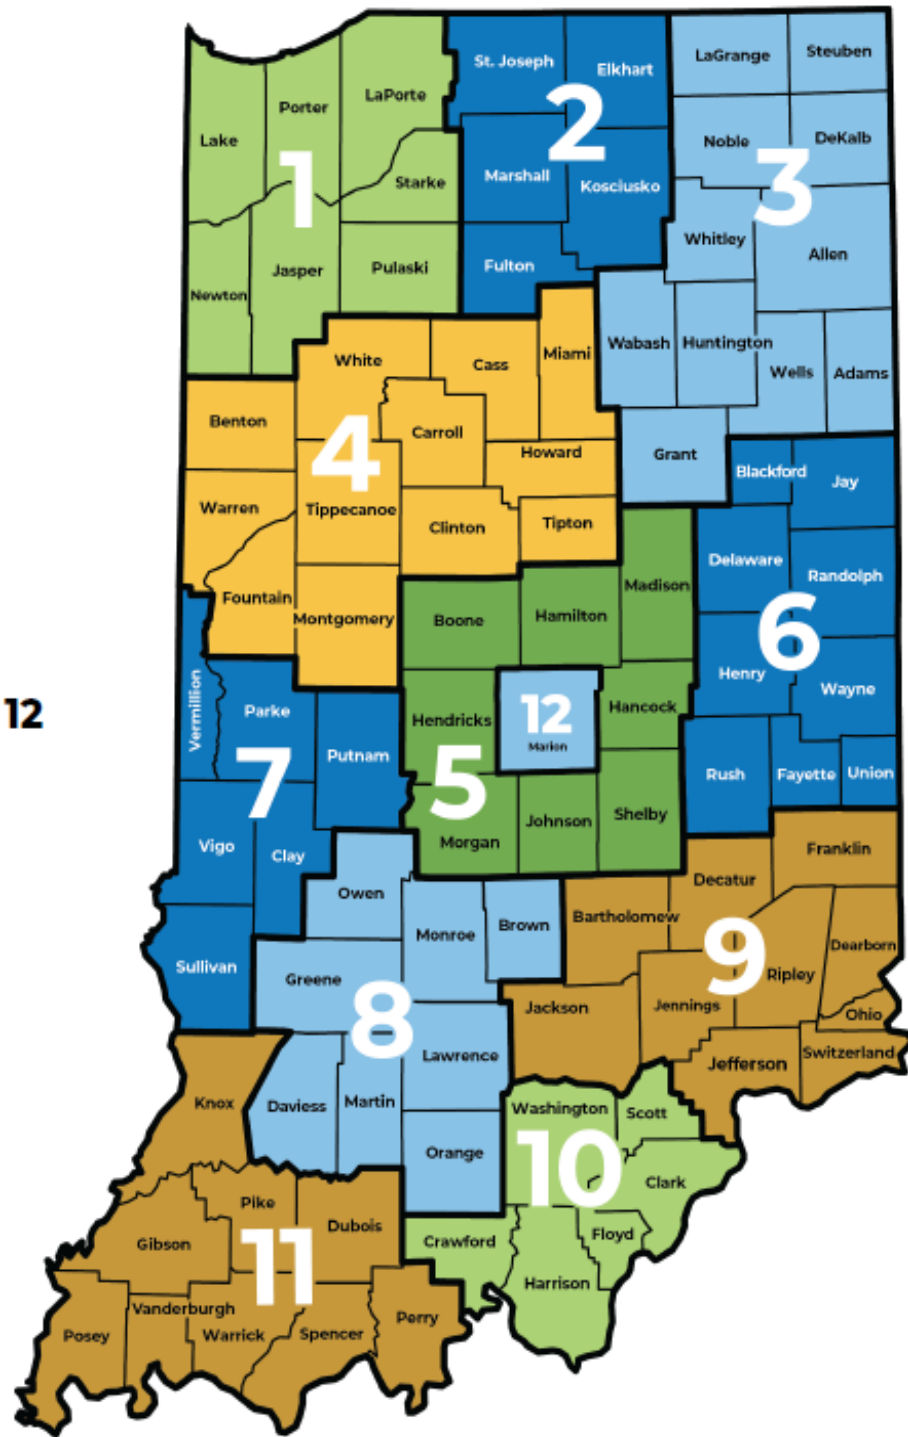 St. Joseph
Elkhart
LaGrange
Steuben
LaPorte
Porter
Lake
2
Noble
DeKalb
1
Starke
Marshall
Kosciusko
3
Whitley
Allen
Newton
Jasper
Pulaski
Fulton
White
Cass
Miami
Wabash
Huntington
Wells
Adams
Benton
Carroll
4
Howard
Grant
Blackford
Jay
Warren
Tippecanoe
Clinton
Tipton
Delaware
Randolph
Fountain
Montgomery
Boone
Hamilton
Madison
6
Henry
Wayne
12
Vermillion
Parke
Putnam
Hendricks
12
Marion
Hancock
7
5
Rush
Fayette
Union
Vigo
Clay
Morgan
Johnson
Shelby
Franklin
Owen
Decatur
Monroe
Brown
Bartholomew
Dearborn
Sullivan
Greene
9
Ripley
8
Jackson
Jennings
Ohio
Lawrence
Jefferson
Switzerland
Knox
Daviess
Martin
Washington
Scott
Orange
10
Clark
Pike
Dubois
Gibson
11
Crawford
Floyd
Harrison
Posey
Vanderburgh
Warrick
Spencer
Perry